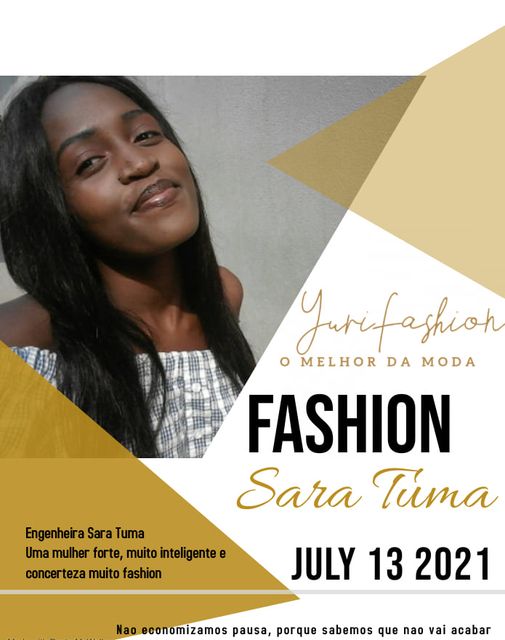 Yurifashion
O MELHOR DA MODA
FASHION
Sara Tuma
Engenheira Sara Tuma
Uma mulher forte, muito inteligente e
concerteza muito fashion
JULY 13 2021
Nao economizamos pausa, porque sabemos que nao vai acabar